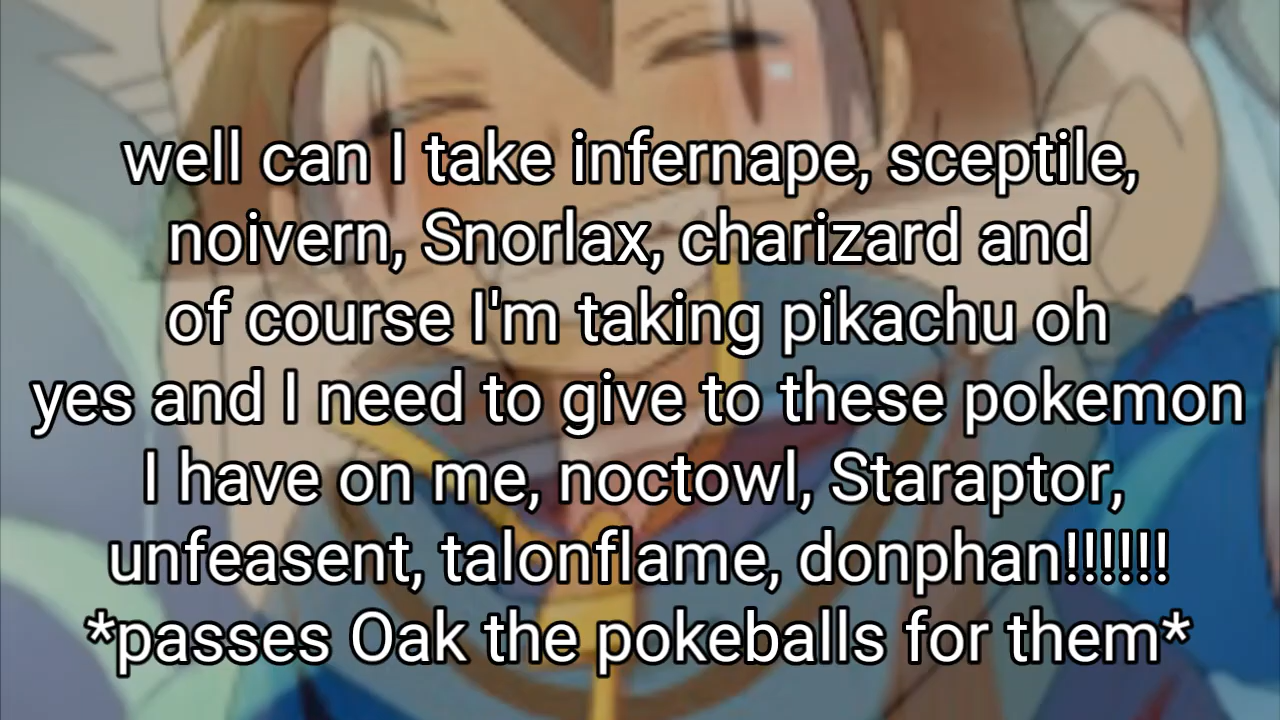 well can I take infernape, sceptile,
noivern, Snorlax, charizard and
of course I'm taking pikachu oh
yes and I need to give to these pokemon
I have on me, noctowl, Staraptor,
unfeasent, talonflame, donphan!!!!!!
*passes Oak the pokeballs for them*